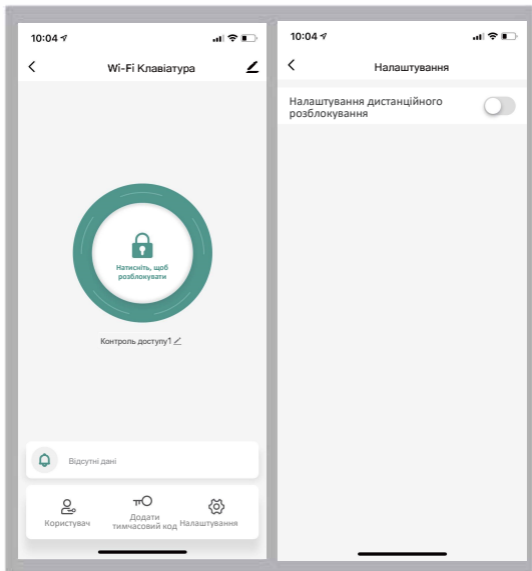 10:04
Wi-Fi Клавіатура
Натисніть, щоб
розблокувати
Контроль доступу1
Відсутні дані
Користувач
Додати
тимчасовий код
Налаштування
10:04
Налаштування
Налаштування дистанційного
розблокування